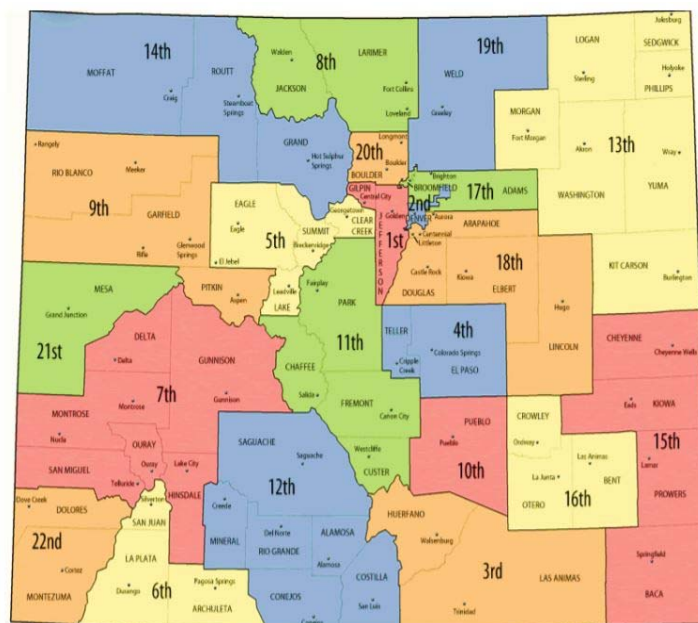 14th
MOFFAT
Craig
ROUTT
Steamboat
Springs
Walden
JACKSON
8th
LARIMER
Fort Collins
Loveland
19th
WELD
Greeley
LOGAN
Sterling
Julesburg
SEDGWICK
Holyoke
PHILLIPS
MORGAN
Fort Morgan
Akron
13th
Wray
WASHINGTON
YUMA
Rangely
RIO BLANCO
Meeker
9th
GARFIELD
Rifle
Glenwood
Springs
GRAND
Hot Sulphur
Springs
Longmont
20th
Boulder
BOULDER
GILPIN
Central City
Brighton
BROOMFIELD
17th
ADAMS
2nd
DENVER
Aurora
EAGLE
Eagle
5th
El Jebel
SUMMIT
Breckenridge
Georgetown
CLEAR
CREEK
Golden
JEFFERSON
1st
ARAPAHOE
Centennial
Littleton
18th
Castle Rock
Kiowa
DOUGLAS
ELBERT
Hugo
LINCOLN
KIT CARSON
Burlington
MESA
Grand Junction
21st
PITKIN
Aspen
Leadville
LAKE
Fairplay
PARK
11th
CHAFFEE
Salida
FREMONT
Canon City
Westcliffe
CUSTER
TELLER
Cripple
Creek
4th
Colorado Springs
EL PASO
CHEYENNE
Cheyenne Wells
DELTA
Delta
GUNNISON
7th
Montrose
Gunnison
MONTROSE
Nucla
OURAY
Ouray
SAN MIGUEL
Telluride
Lake City
HINSDALE
SAGUACHE
Saguache
12th
Creede
MINERAL
Del Norte
RIO GRANDE
ALAMOSA
Alamosa
CONEJOS
COSTILLA
San Luis
PUEBLO
Pueblo
10th
CROWLEY
Ordway
Las Animas
La Junta
BENT
OTERO
16th
Eads
KIOWA
15th
Lamar
PROWERS
Springfield
BACA
Dove Creek
DOLORES
22nd
Cortez
MONTEZUMA
Silverton
SAN JUAN
LA PLATA
Durango
6th
Pagosa Springs
ARCHULETA
HUERFANO
Walsenburg
3rd
LAS ANIMAS
Trinidad